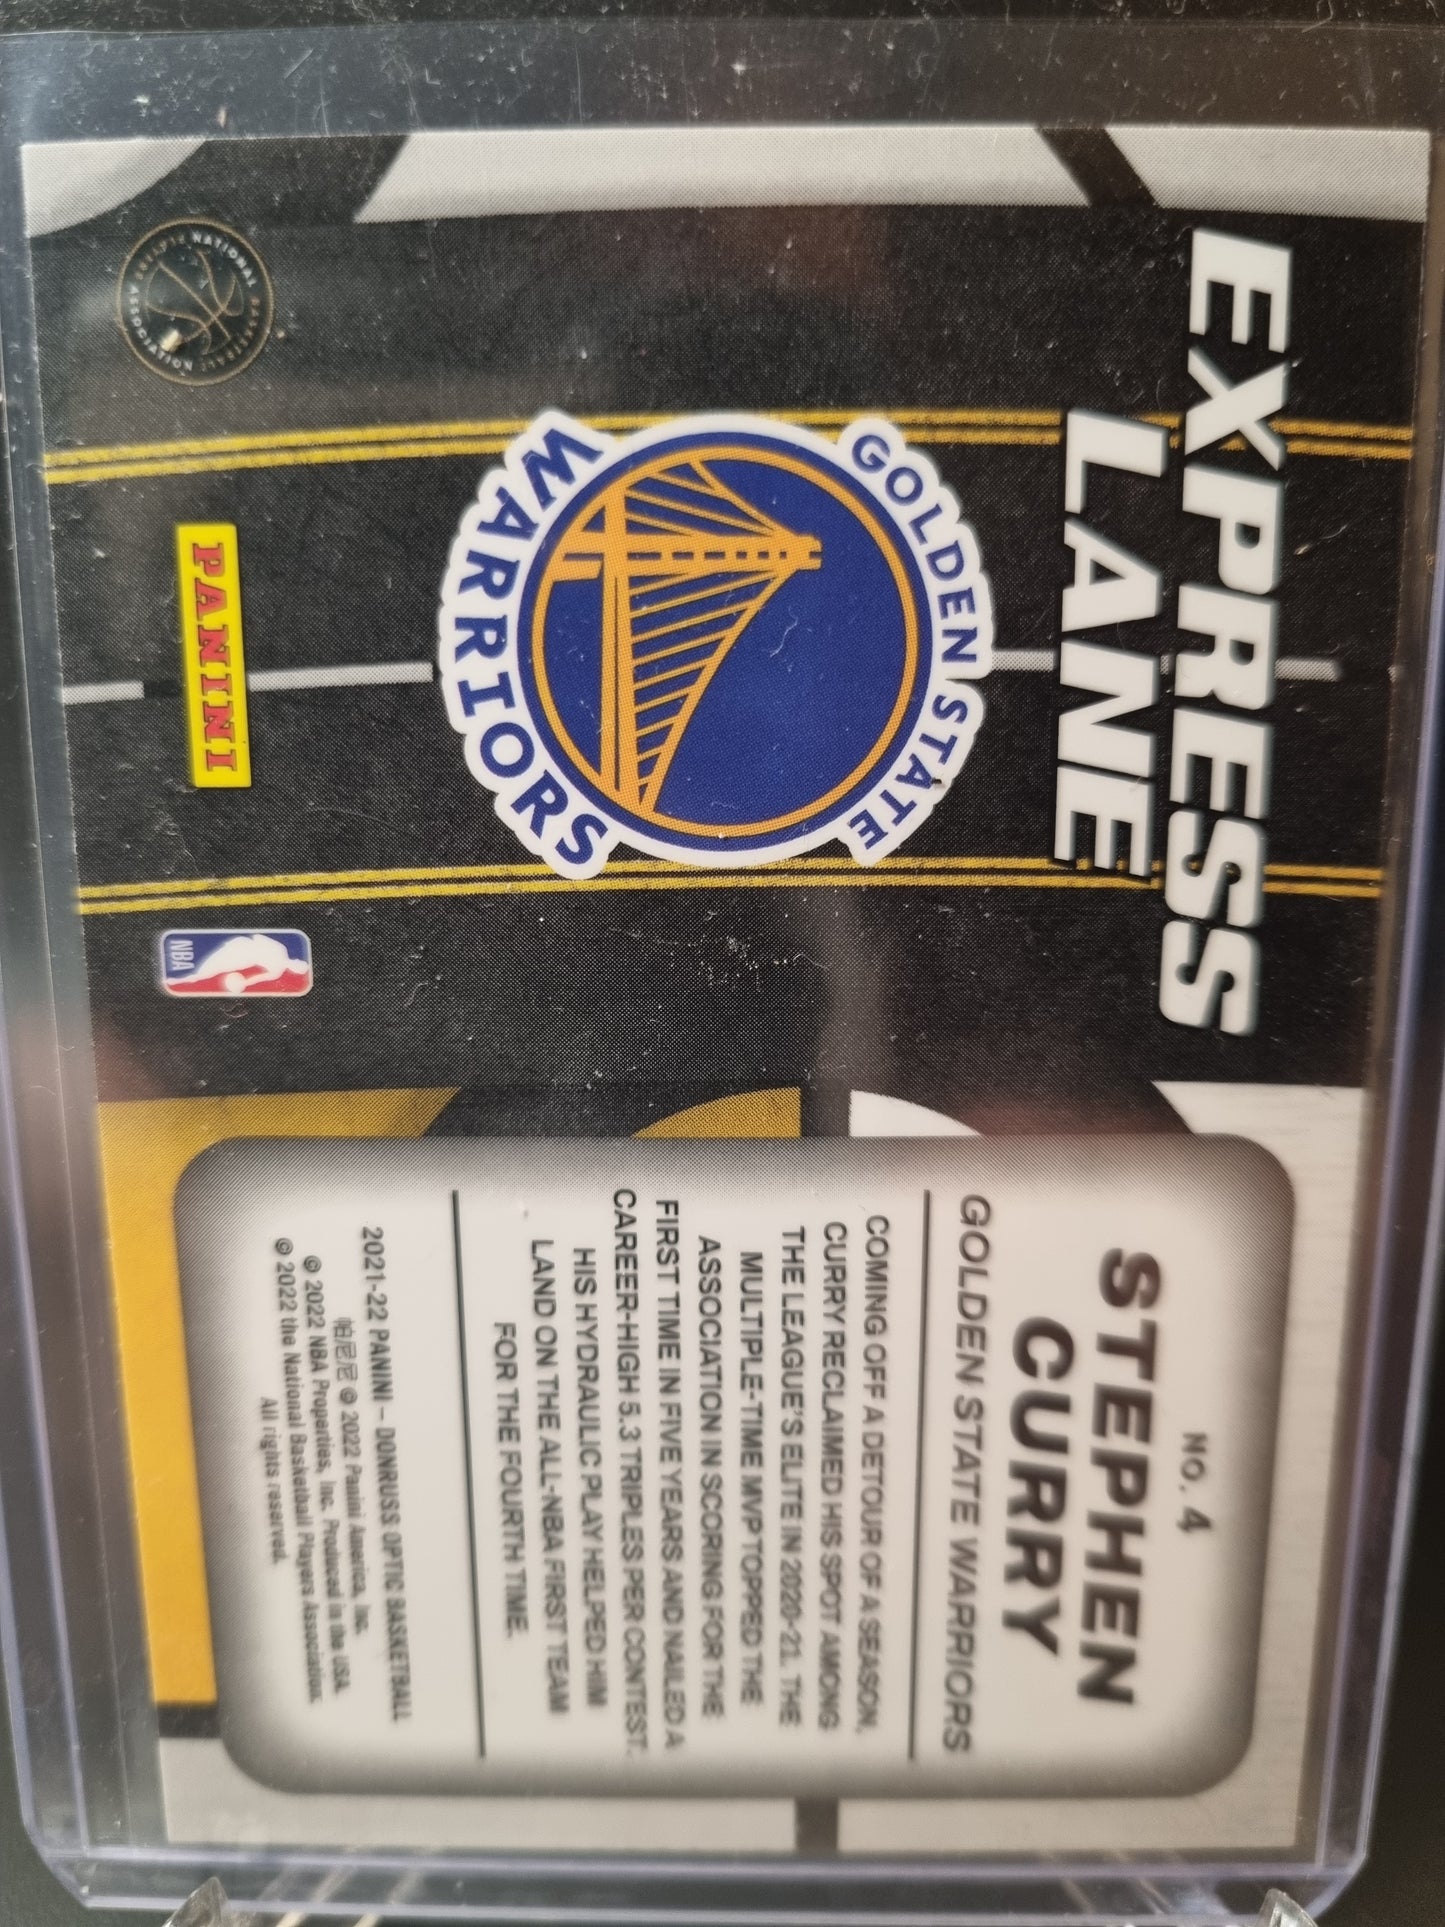 EXPRESS
LANE
GOLDEN STATE
WARRIORS
NATIONAL BASKETBALL
PLAYERS ASSOCIATION
PANINI
NBA
NO. 4
STEPHEN
CURRY
GOLDEN STATE WARRIORS
COMING OFF A DETOUR OF A SEASON,
CURRY RECLAIMED HIS SPOT AMONG
THE LEAGUE'S ELITE IN 2020-21. THE
MULTIPLE-TIME MVP TOPPED THE
ASSOCIATION IN SCORING FOR THE
FIRST TIME IN FIVE YEARS AND NAILED A
CAREER-HIGH 5.3 TRIPLES PER CONTEST.
HIS HYDRAULIC PLAY HELPED HIM
LAND ON THE ALL-NBA FIRST TEAM
FOR THE FOURTH TIME.
2021-22 PANINI – DONRUSS OPTIC BASKETBALL
© 2022 Panini America, Inc.
© 2022 NBA Properties, Inc. Produced in the USA.
© 2022 the National Basketball Players Association.
All rights reserved.